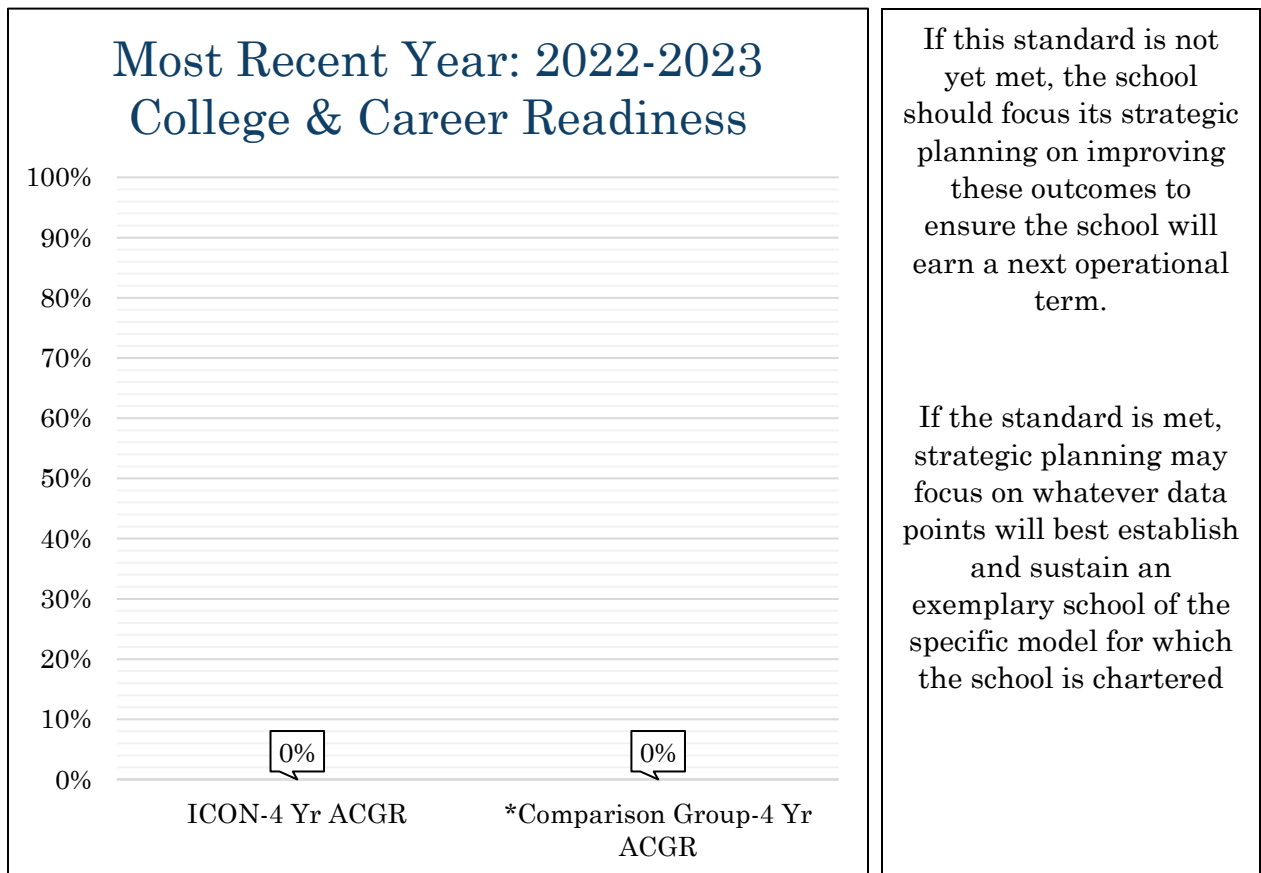 Most Recent Year: 2022-2023
College & Career Readiness
100%
90%
80%
70%
60%
50%
40%
30%
20%
10%
0%
0%
0%
ICON-4 Yr ACGR
*Comparison Group-4 Yr
ACGR
If this standard is not
yet met, the school
should focus its strategic
planning on improving
these outcomes to
ensure the school will
earn a next operational
term.
If the standard is met,
strategic planning may
focus on whatever data
points will best establish
and sustain an
exemplary school of the
specific model for which
the school is chartered